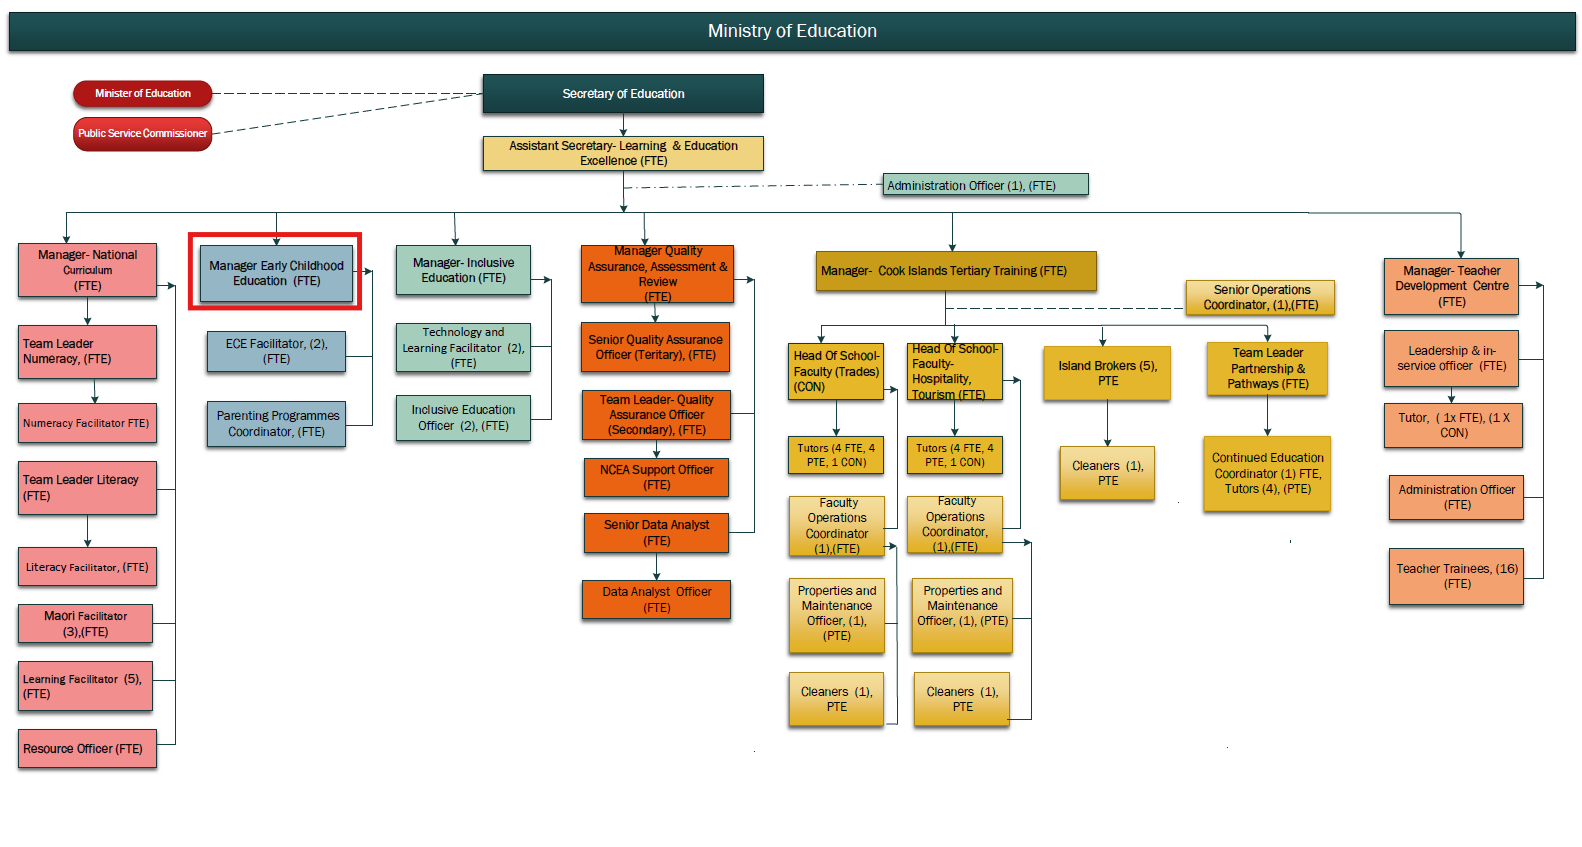 Ministry of Education
Minister of Education
Secretary of Education
Public Service Commissioner
Assistant Secretary- Learning & Education
Excellence (FTE)
Administration Officer (1), (FTE)
Manager- National
Curriculum
(FTE)
Team Leader
Numeracy, (FTE)
Numeracy Facilitator FTE)
Team Leader Literacy
(FTE)
Literacy Facilitator, (FTE)
Maori Facilitator
(3),(FTE)
Learning Facilitator (5),
(FTE)
Resource Officer (FTE)
Manager Early Childhood
Education (FTE)
ECE Facilitator, (2),
(FTE)
Parenting Programmes
Coordinator, (FTE)
Manager- Inclusive
Education (FTE)
Technology and
Learning Facilitator (2),
(FTE)
Inclusive Education
Officer (2), (FTE)
Manager Quality
Assurance, Assessment &
Review
(FTE)
Senior Quality Assurance
Officer (Teritary), (FTE)
Team Leader- Quality
Assurance Officer
(Secondary), (FTE)
NCEA Support Officer
(FTE)
Senior Data Analyst
(FTE)
Data Analyst Officer
(FTE)
Manager- Cook Islands Tertiary Training (FTE)
Senior Operations
Coordinator, (1),(FTE)
Head Of School-
Faculty (Trades)
(CON)
Tutors (4 FTE, 4
PTE, 1 CON)
Faculty
Operations
Coordinator
(1),(FTE)
Properties and
Maintenance
Officer, (1),
(PTE)
Cleaners (1),
PTE
Head Of School-
Faculty-
Hospitality,
Tourism (FTE)
Tutors (4 FTE, 4
PTE, 1 CON)
Faculty
Operations
Coordinator,
(1),(FTE)
Properties and
Maintenance
Officer, (1), (PTE)
Cleaners (1),
PTE
Island Brokers (5),
PTE
Cleaners (1),
PTE
Team Leader
Partnership &
Pathways (FTE)
Continued Education
Coordinator (1) FTE,
Tutors (4), (PTE)
Manager- Teacher
Development Centre
(FTE)
Leadership & in-
service officer (FTE)
Tutor, ( 1x FTE), (1 X
CON)
Administration Officer
(FTE)
Teacher Trainees, (16)
(FTE)